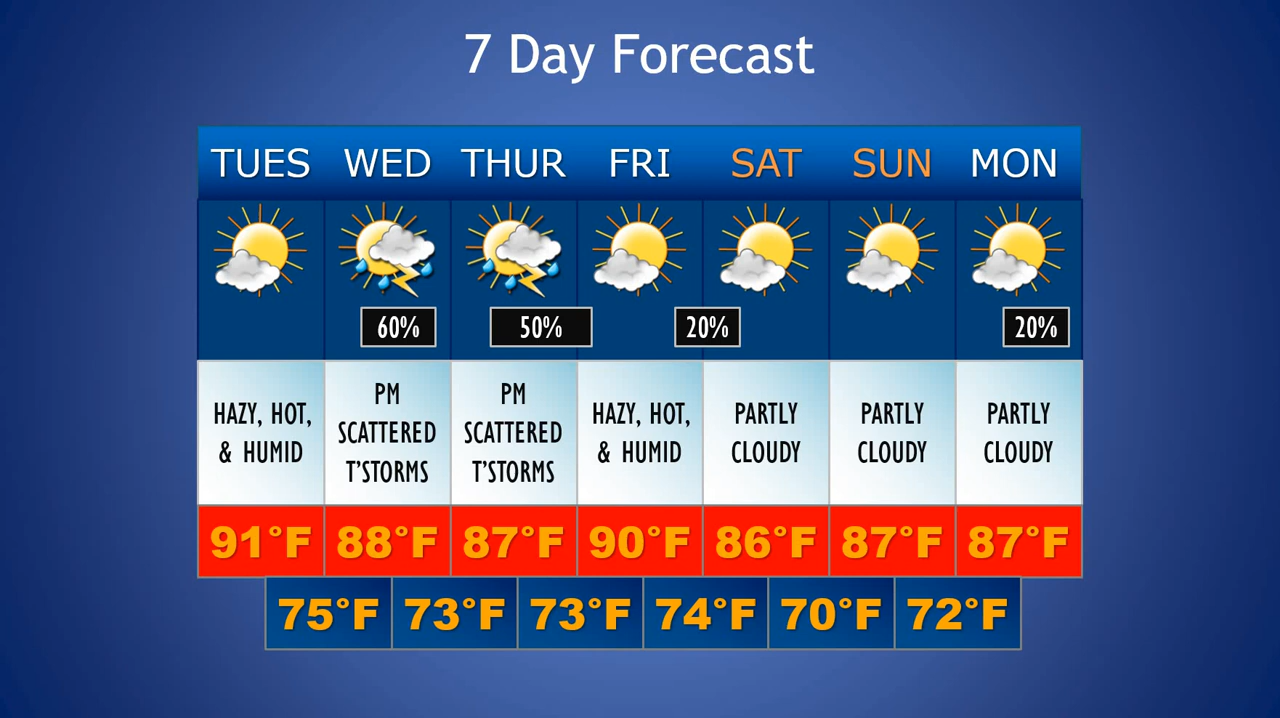 7 Day Forecast
TUES WED THUR FRI SAT SUN MON
60% 50% 20% 20%
HAZY, HOT,
& HUMID
PM
SCATTERED
T'STORMS
PM
SCATTERED
T'STORMS
HAZY, HOT,
& HUMID
PARTLY
CLOUDY
PARTLY
CLOUDY
PARTLY
CLOUDY
91°F 88°F 87°F 90°F 86°F 87°F 87°F
75°F 73°F 73°F 74°F 70°F 72°F